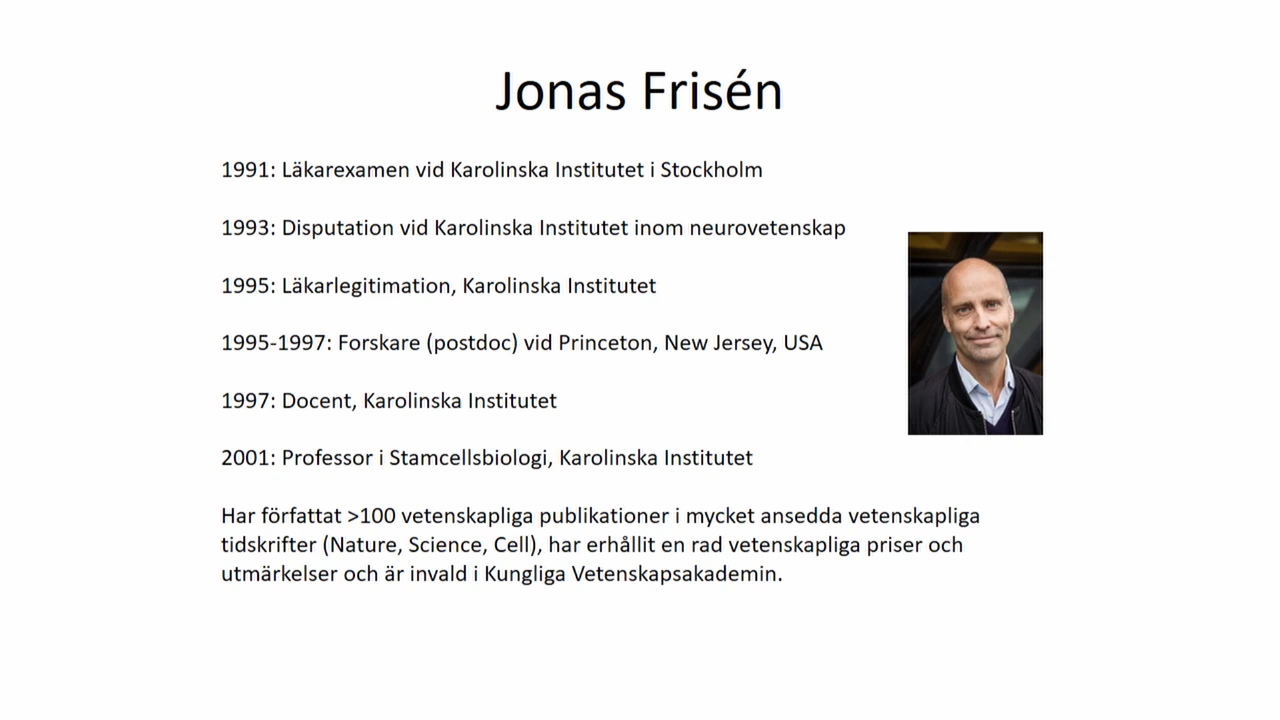 Jonas Frisén
1991: Läkarexamen vid Karolinska Institutet i Stockholm
1993: Disputation vid Karolinska Institutet inom neurovetenskap
1995: Läkarlegitimation, Karolinska Institutet
1995-1997: Forskare (postdoc) vid Princeton, New Jersey, USA
1997: Docent, Karolinska Institutet
2001: Professor i Stamcellsbiologi, Karolinska Institutet
Har författat >100 vetenskapliga publikationer i mycket ansedda vetenskapliga
tidskrifter (Nature, Science, Cell), har erhållit en rad vetenskapliga priser och
utmärkelser och är invald i Kungliga Vetenskapsakademin.